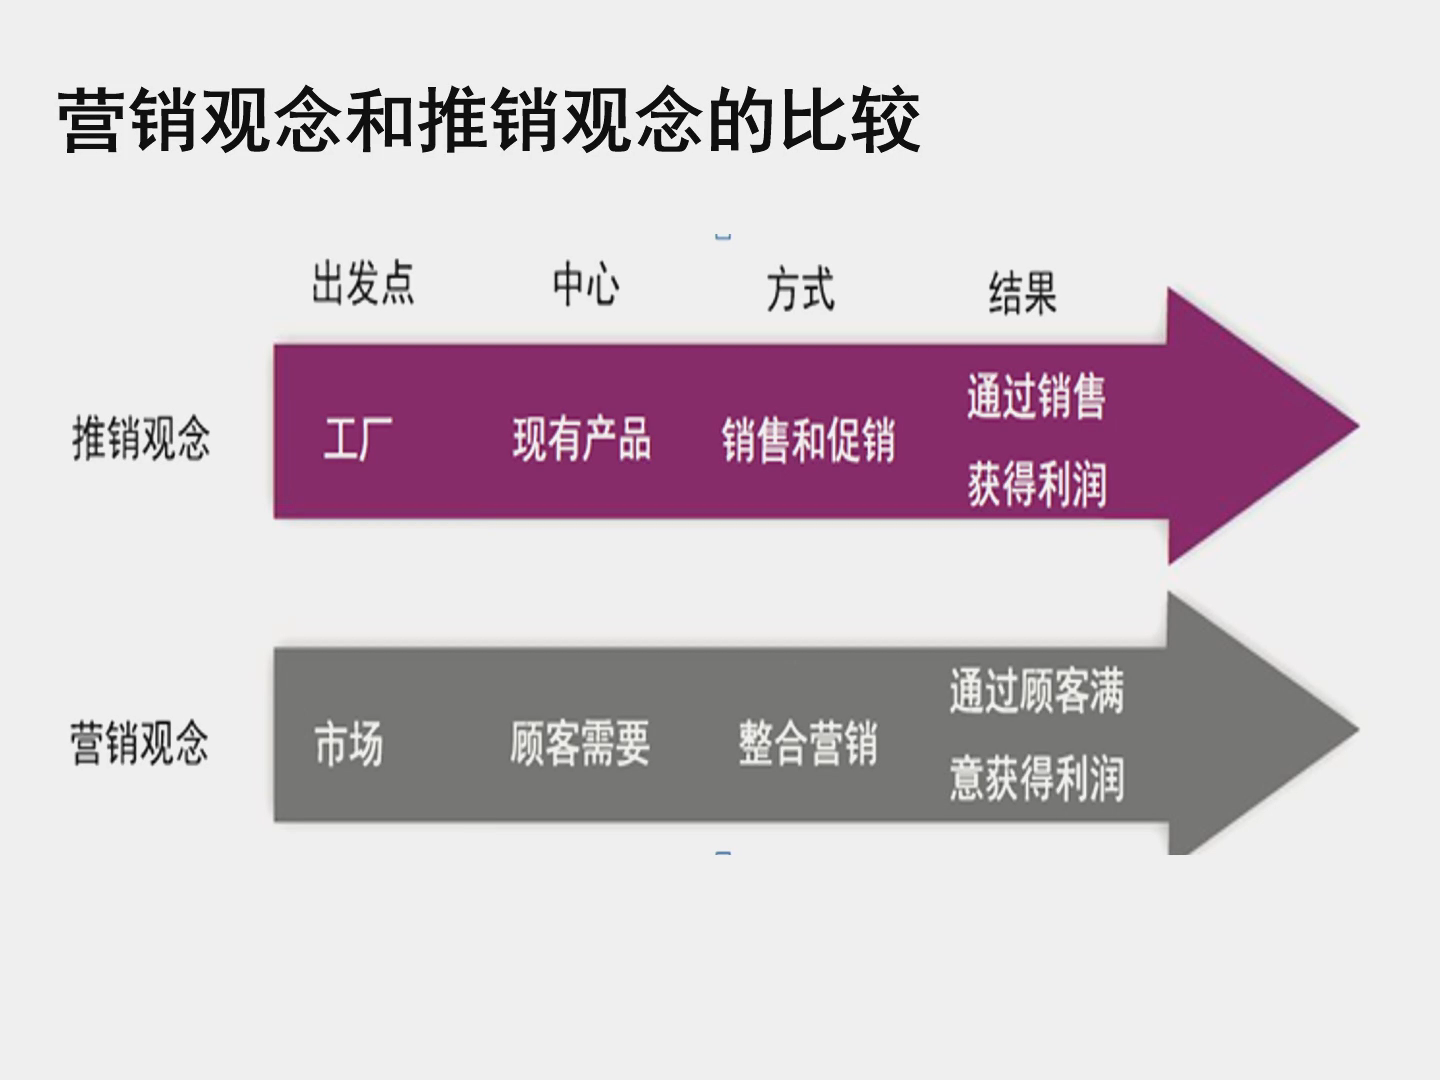 营销观念和推销观念的比较
出发点 中心 方式 结果
推销观念 工厂 现有产品 销售和促销 通过销售
获得利润
营销观念 市场 顾客需要 整合营销 通过顾客满
意获得利润